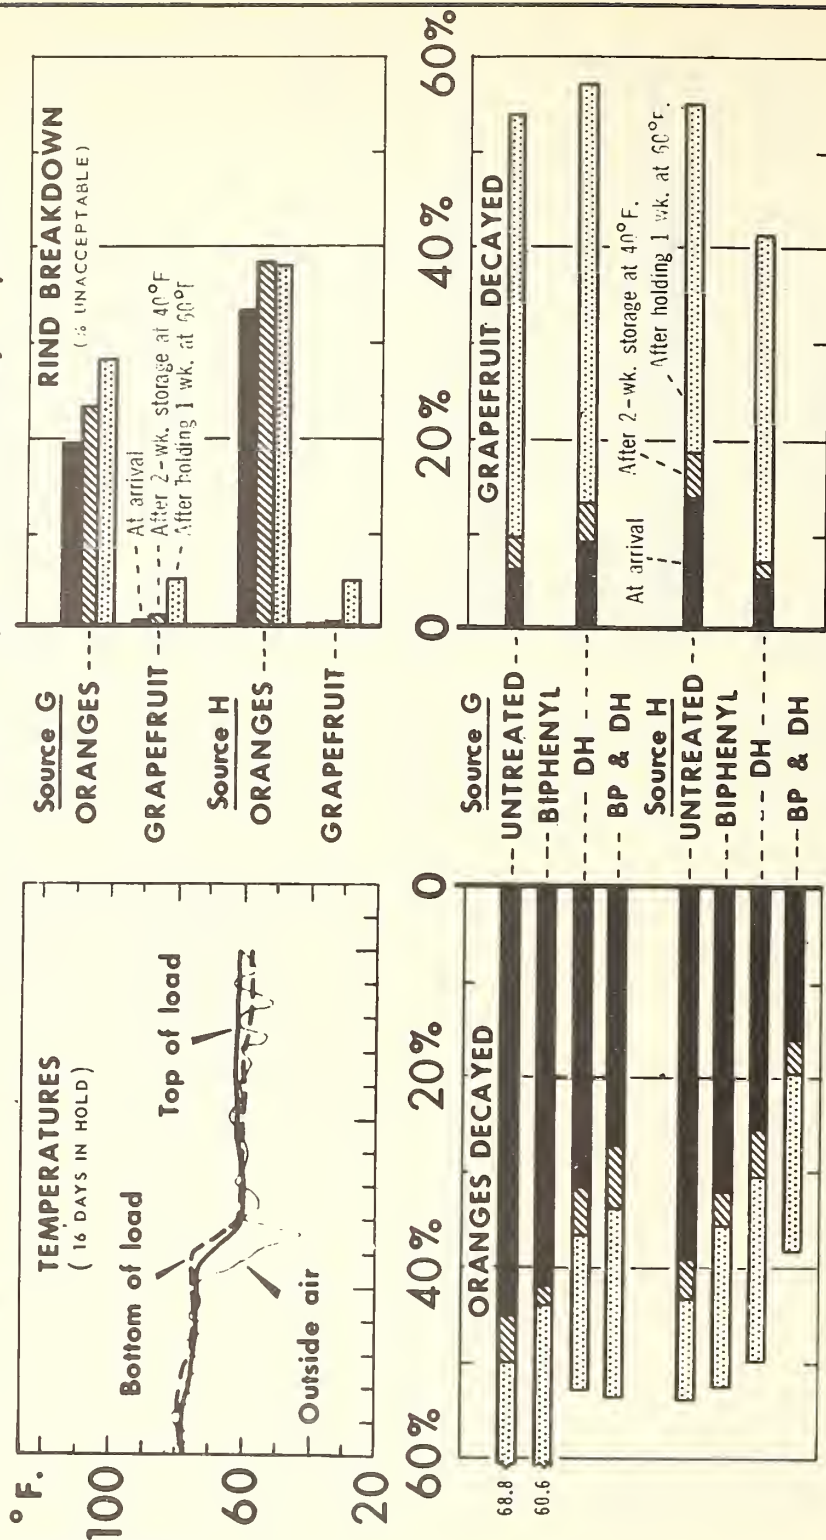 °F.
100
60
20
TEMPERATURES
( 16 DAYS IN HOLD )
Bottom of load
Top of load
Outside air
RIND BREAKDOWN
(% UNACCEPTABLE)
Source G
ORANGES
GRAPEFRUIT
Source H
ORANGES
GRAPEFRUIT
At arrival
After 2-wk. storage at 40°F
After holding 1 wk. at 60°F
60% 40% 20% 0
0 20% 40% 60%
ORANGES DECAYED
68.8
60.6
Source G
UNTREATED
BIPHENYL
DH
BP & DH
Source H
UNTREATED
BIPHENYL
DH
BP & DH
GRAPEFRUIT DECAYED
At arrival
After 2-wk. storage at 40°F.
After holding 1 wk. at 60°F.